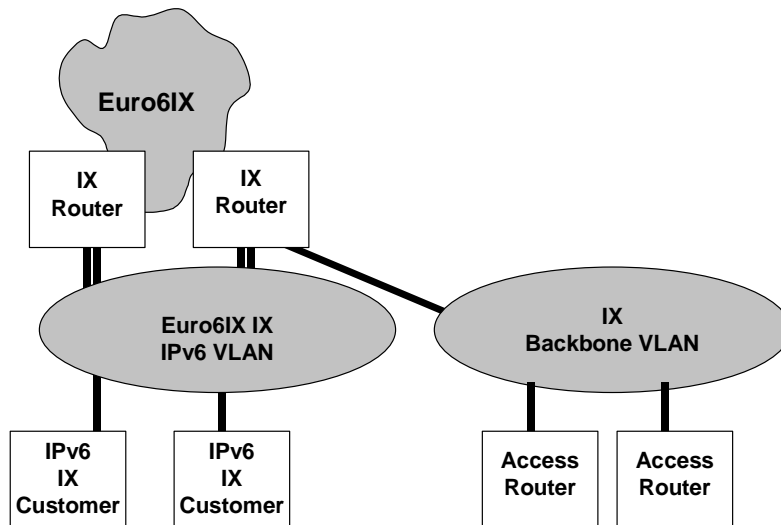 Euro6IX
IX
Router
IX
Router
Euro6IX IX
IPv6 VLAN
IX
Backbone VLAN
IPv6
IX
Customer
IPv6
IX
Customer
Access
Router
Access
Router